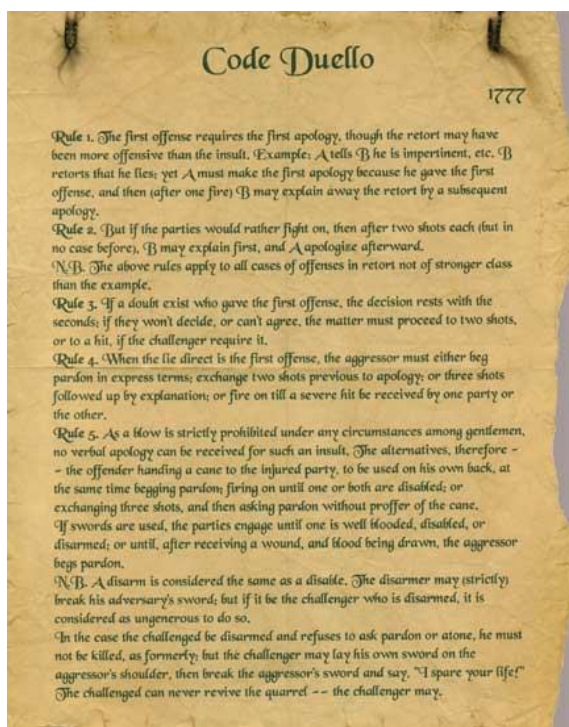 Code Duello
1777
Rule 1. The first offense requires the first apology, though the retort may have
been more offensive than the insult. Example: A tells B he is impertinent, etc. B
retorts that he lies; yet A must make the first apology because he gave the first
offense, and then (after one fire) B may explain away the retort by a subsequent
apology.
Rule 2. But if the parties would rather fight on, then after two shots each (but in
no case before), B may explain first, and A apologize afterward.
N.B. The above rules apply to all cases of offenses in retort not of stronger class
than the example.
Rule 3. If a doubt exist who gave the first offense, the decision rests with the
seconds; if they won't decide, or can't agree, the matter must proceed to two shots,
or to a hit, if the challenger require it.
Rule 4. When the lie direct is the first offense, the aggressor must either beg
pardon in express terms; exchange two shots previous to apology; or three shots
followed up by explanation; or fire on till a severe hit be received by one party or
the other.
Rule 5. As a blow is strictly prohibited under any circumstances among gentlemen,
no verbal apology can be received for such an insult. The alternatives, therefore -
- the offender handing a cane to the injured party, to be used on his own back, at
the same time begging pardon; firing on until one or both are disabled; or
exchanging three shots, and then asking pardon without proffer of the cane.
If swords are used, the parties engage until one is well blooded, disabled, or
disarmed; or until, after receiving a wound, and blood being drawn, the aggressor
begs pardon.
N.B. A disarm is considered the same as a disable. The disarmer may (strictly)
break his adversary's sword; but if it be the challenger who is disarmed, it is
considered as ungenerous to do so.
In the case the challenged be disarmed and refuses to ask pardon or atone, he must
not be killed, as formerly; but the challenger may lay his own sword on the
aggressor's shoulder, then break the aggressor's sword and say, "I spare your life!"
The challenged can never revive the quarrel -- the challenger may.